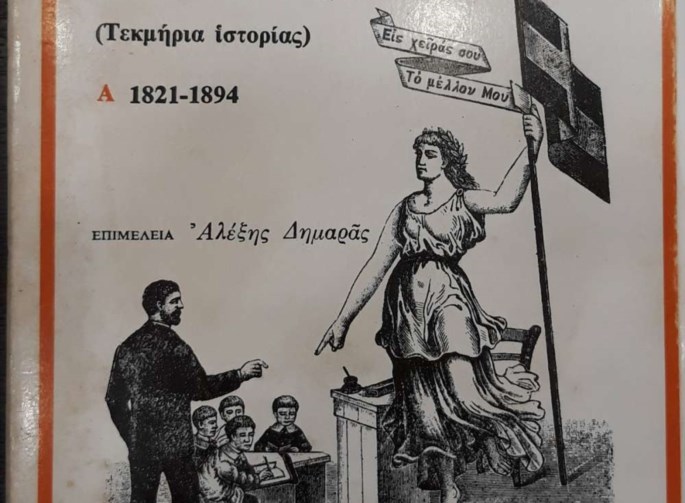 (Τεκμήρια ἱστορίας)
Α 1821-1894
Εἰς χεῖράς σου
Τὸ μέλλον Μου
ΕΠΙΜΕΛΕΙΑ Ἀλέξης Δημαρᾶς